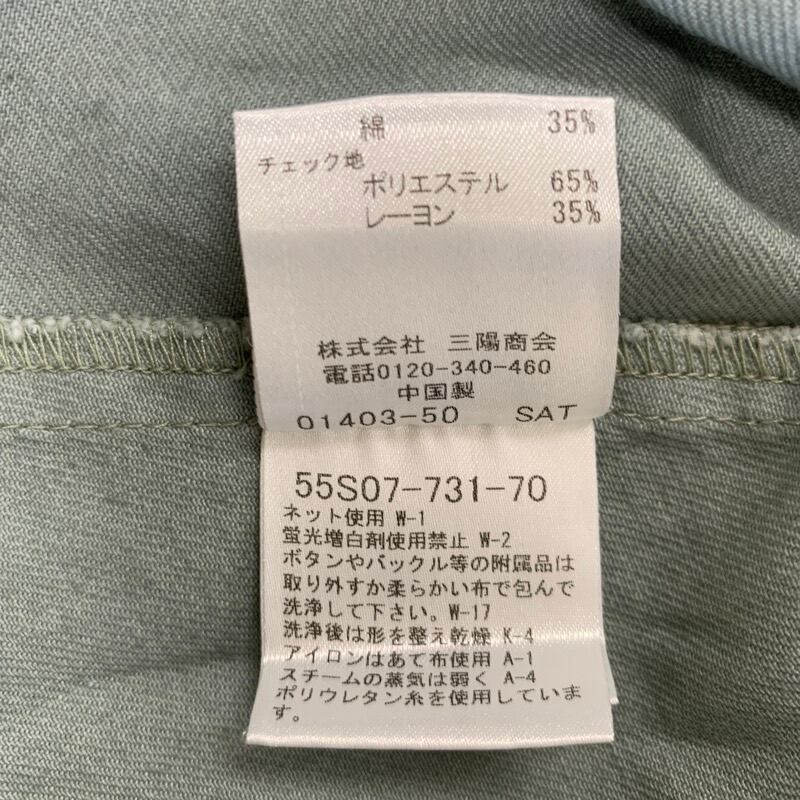 綿 35%
チェック地
ポリエステル 65%
レーヨン 35%
株式会社 三陽商会
電話0120-340-460
中国製
01403-50 SAT
55S07-731-70
ネット使用 W-1
蛍光増白剤使用禁止 W-2
ボタンやバックル等の附属品は
取り外すか柔らかい布で包んで
洗浄して下さい。W-17
洗浄後は形を整え乾燥 K-4
アイロンはあて布使用 A-1
スチームの蒸気は弱く A-4
ポリウレタン糸を使用していま
す。